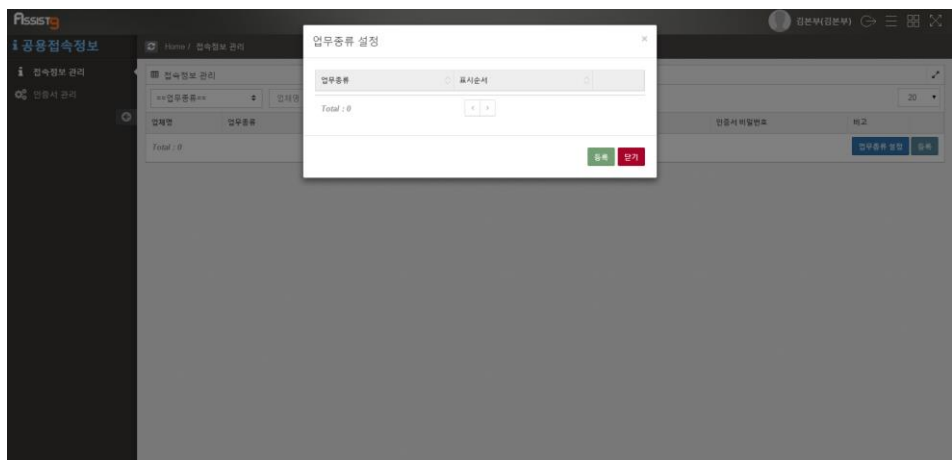 Assist9
김본부(김본부)
공용접속정보
Home / 접속정보 관리
접속정보 관리
인증서 관리
접속정보 관리
==업무종류==
업체명
20
업체명 업무종류 인증서 비밀번호 비고
Total : 0
업무종류 설정 등록
업무종류 설정
×
업무종류 표시순서
Total : 0
‹ ›
등록 닫기